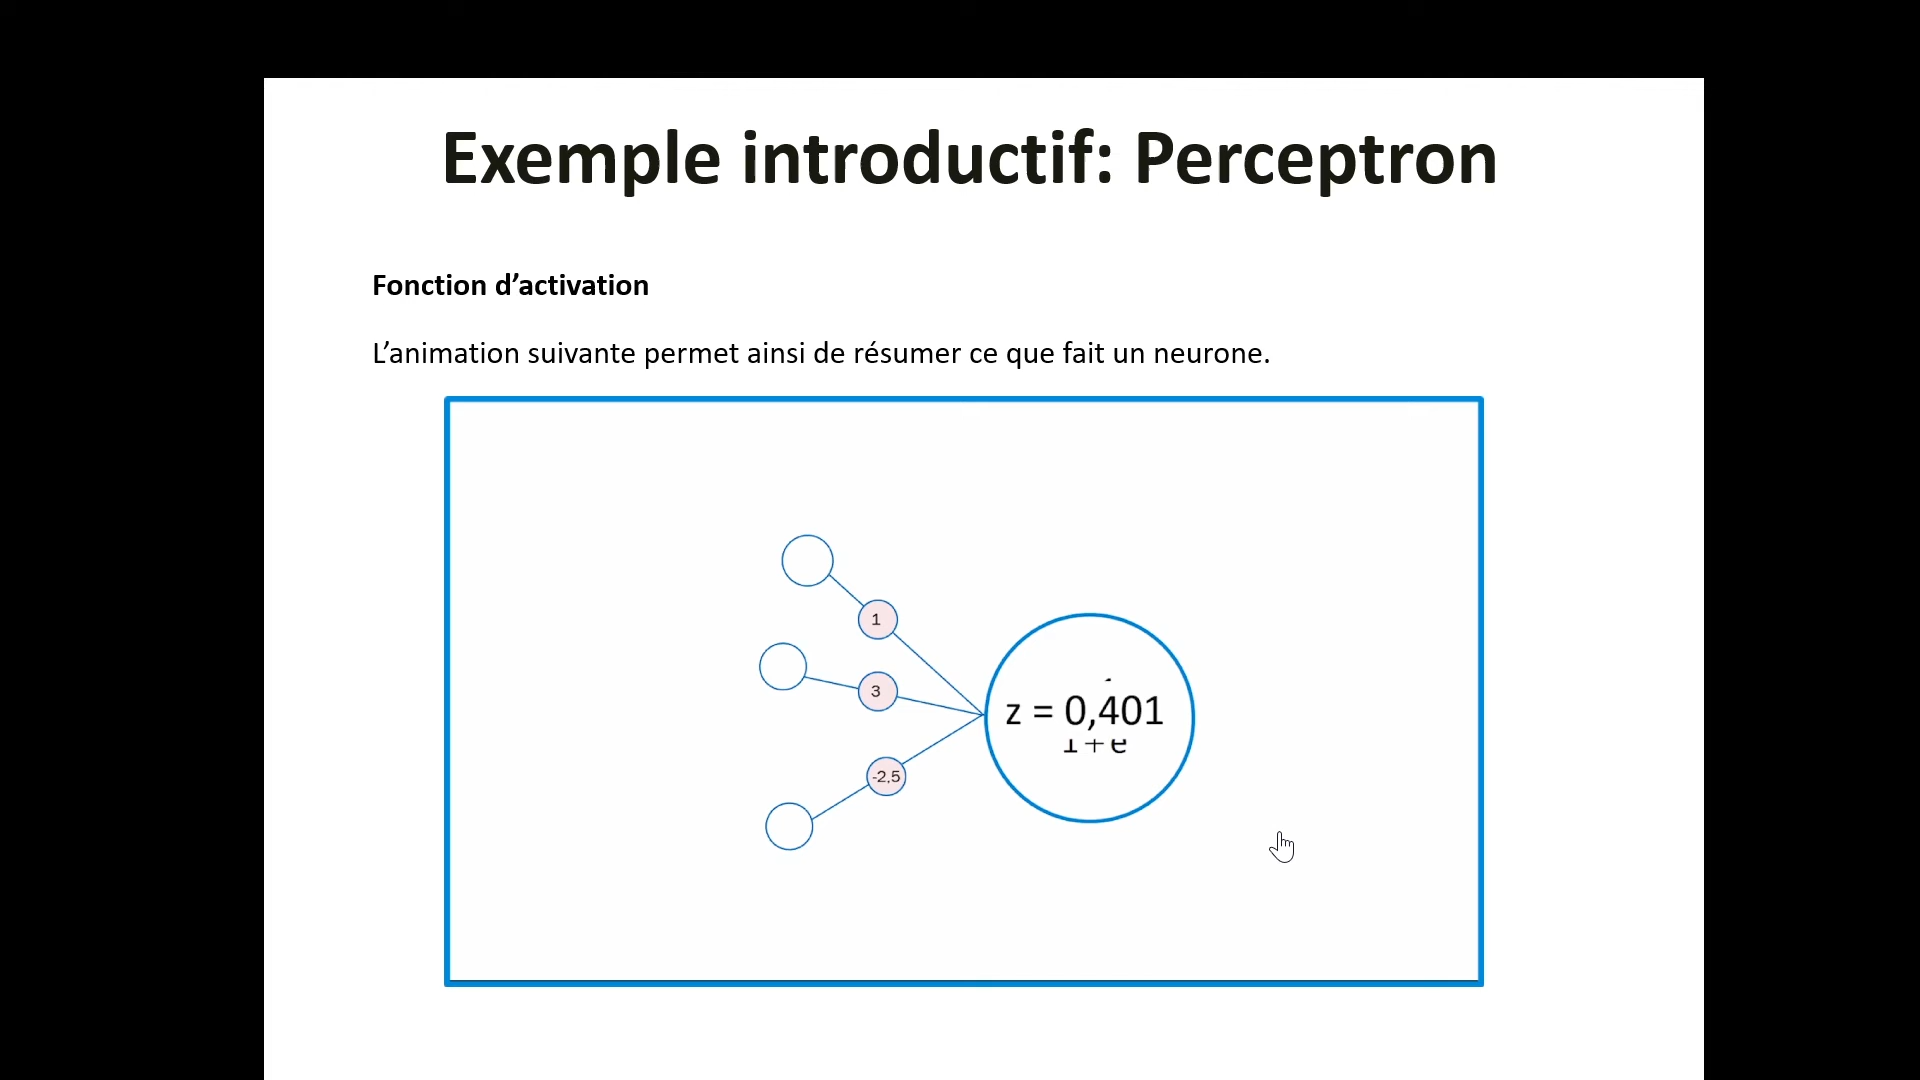 Exemple introductif: Perceptron
Fonction d’activation
L’animation suivante permet ainsi de résumer ce que fait un neurone.
1
3
z = 0,401
-2,5